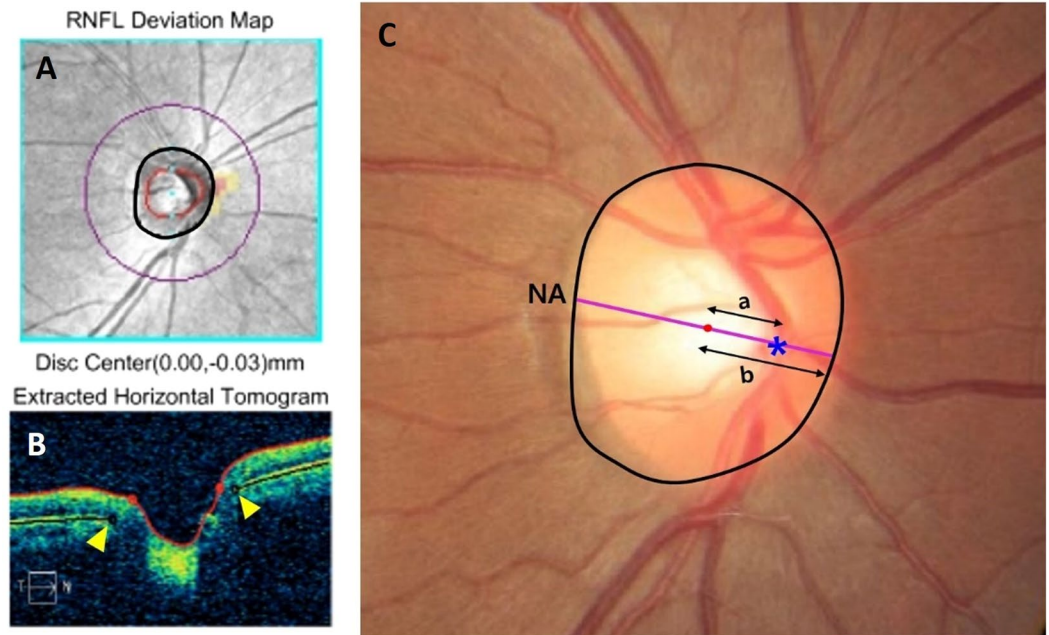 RNFL Deviation Map
A
Disc Center(0.00,-0.03)mm
Extracted Horizontal Tomogram
B
T
N
C
NA
a
*
b